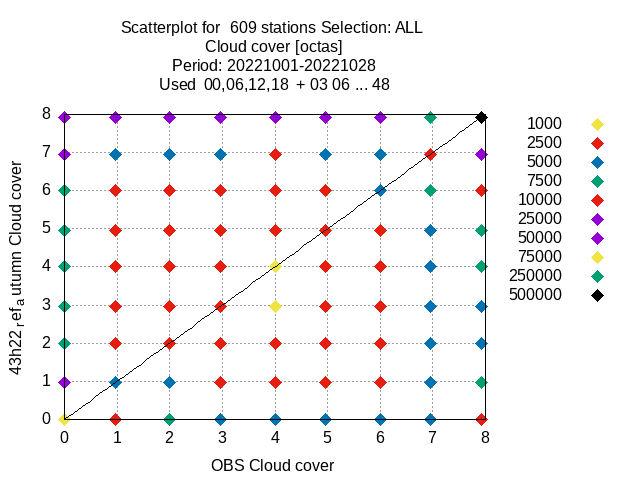 Scatterplot for 609 stations Selection: ALL
Cloud cover [octas]
Period: 20221001-20221028
Used 00,06,12,18 + 03 06 ... 48
8
7
6
5
4
3
2
1
0
43h22ref autumn Cloud cover
0 1 2 3 4 5 6 7 8
OBS Cloud cover
1000
2500
5000
7500
10000
25000
50000
75000
250000
500000